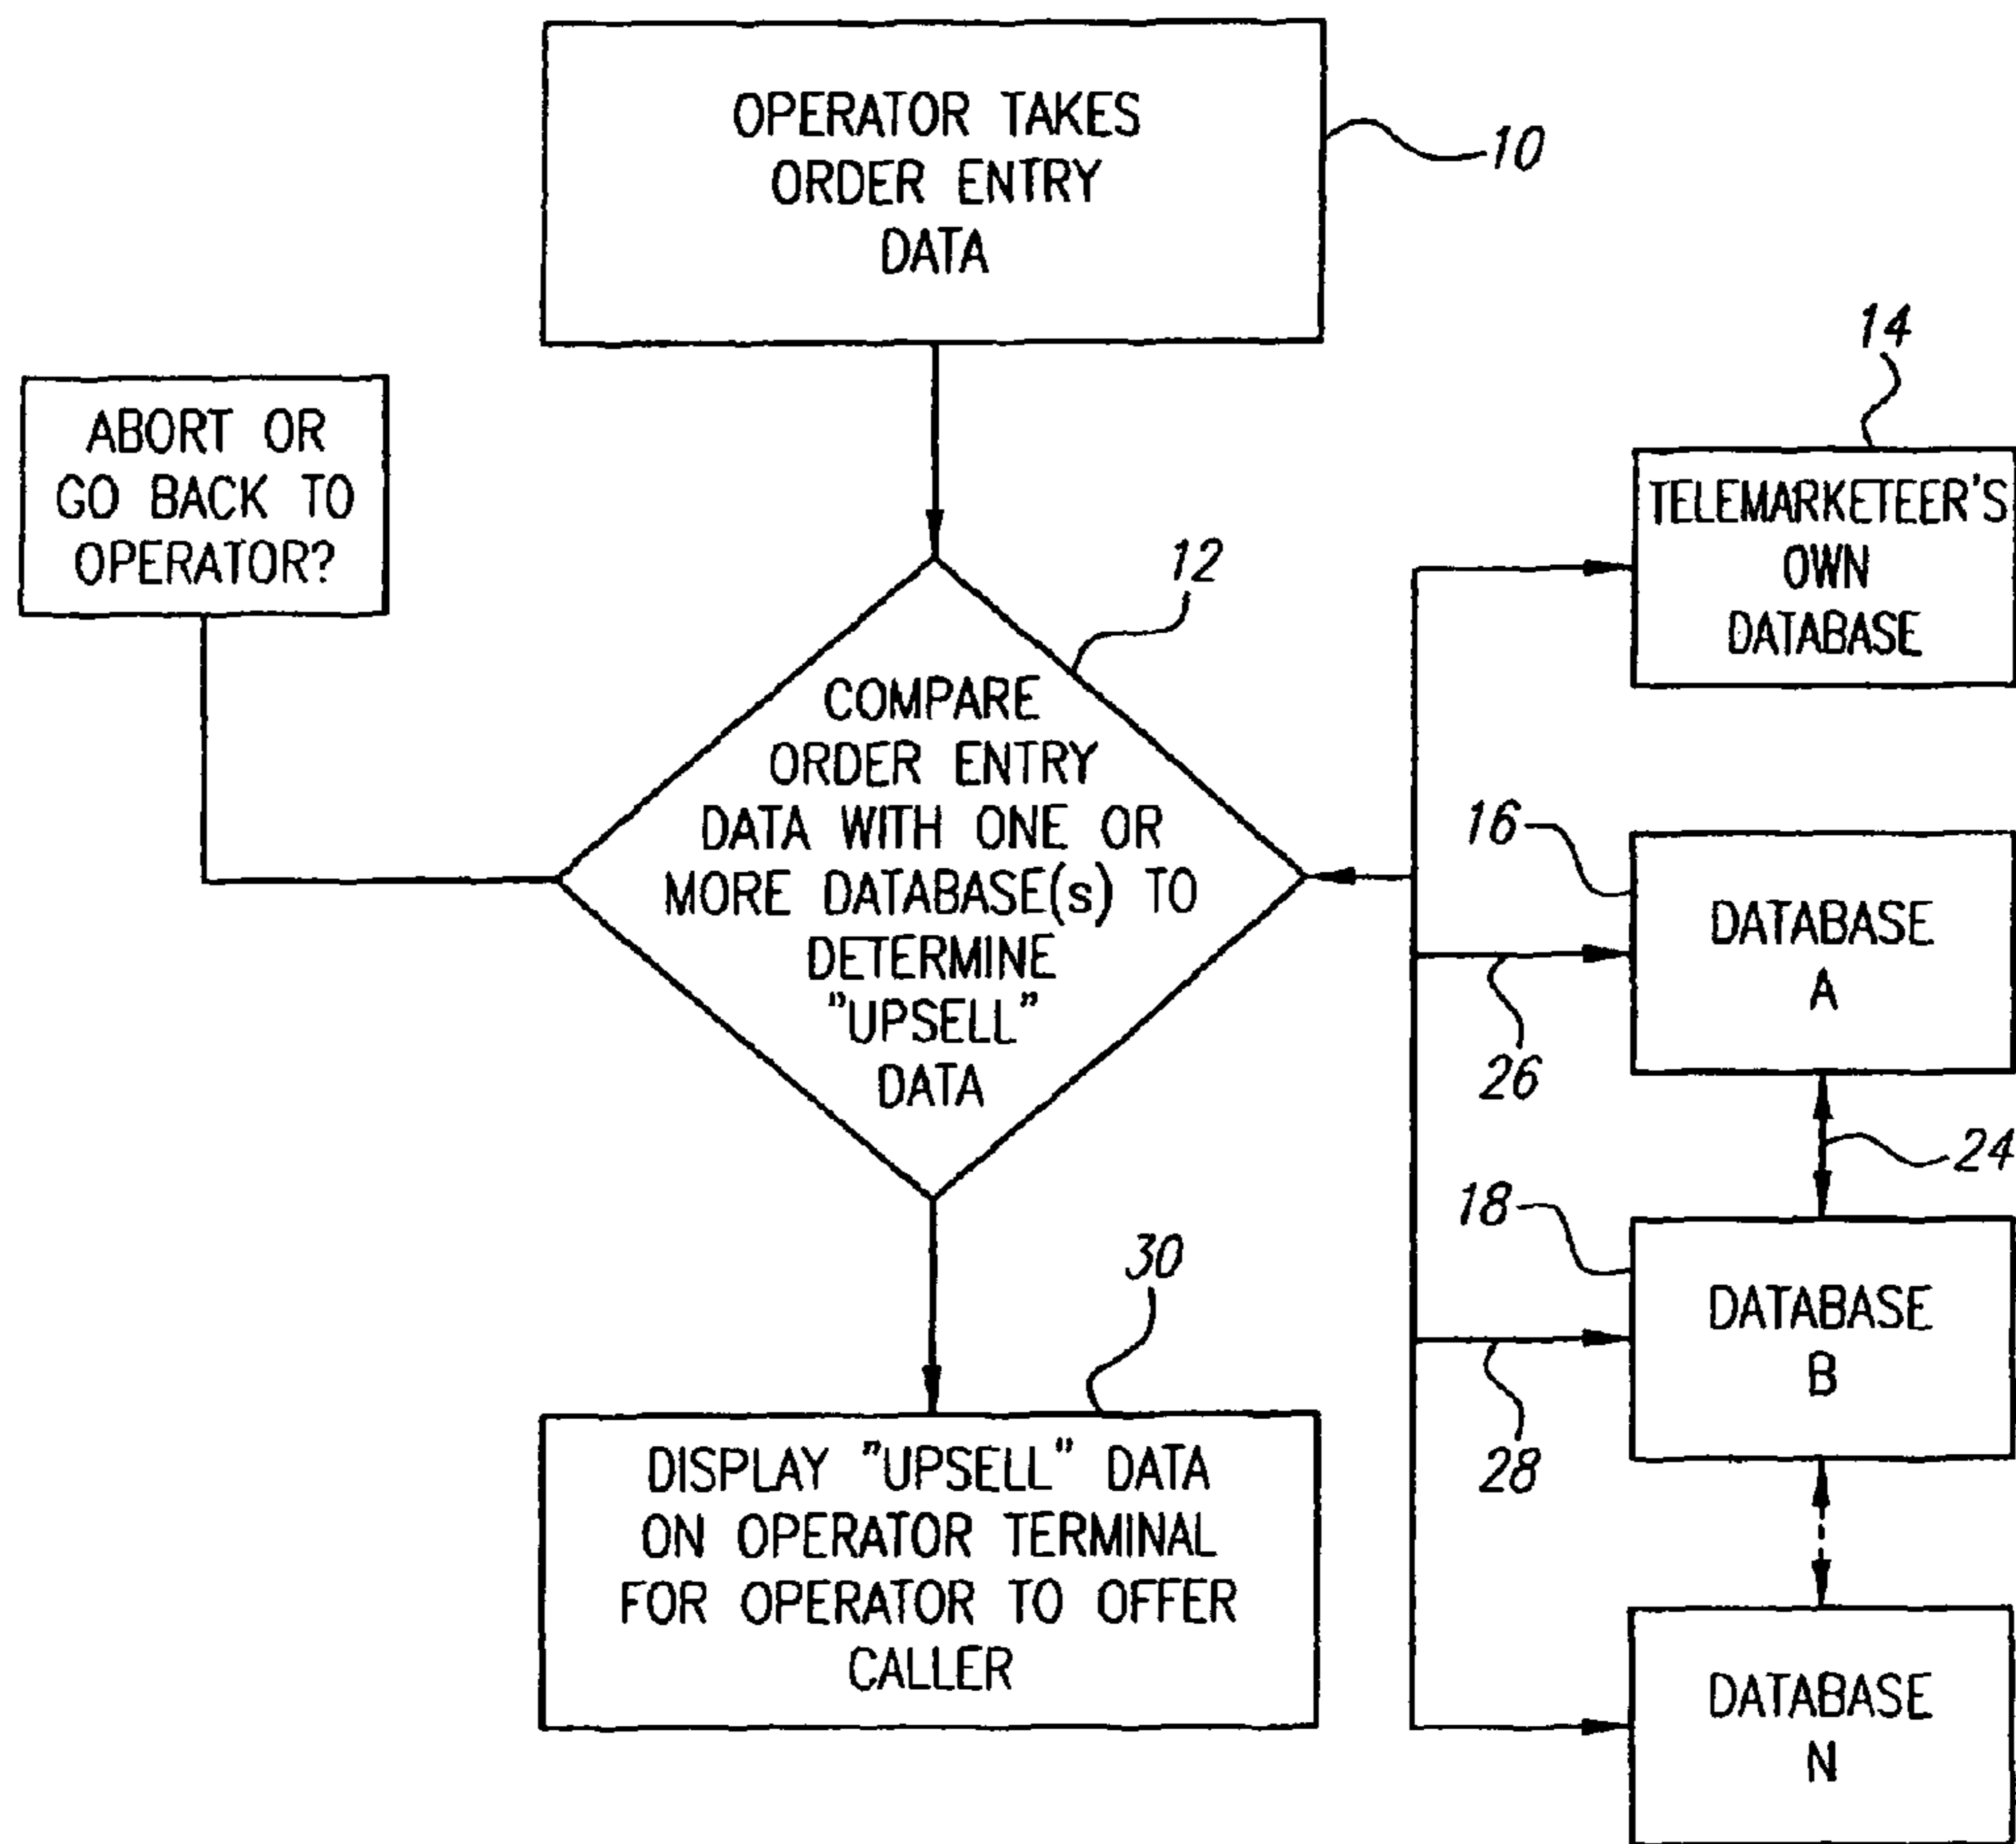 OPERATOR TAKES
ORDER ENTRY
DATA
10
ABORT OR
GO BACK TO
OPERATOR?
12
COMPARE
ORDER ENTRY
DATA WITH ONE OR
MORE DATABASE(s) TO
DETERMINE
"UPSELL"
DATA
14
TELEMARKETEER'S
OWN
DATABASE
16
DATABASE
A
26
24
18
DATABASE
B
28
30
DISPLAY "UPSELL" DATA
ON OPERATOR TERMINAL
FOR OPERATOR TO OFFER
CALLER
DATABASE
N